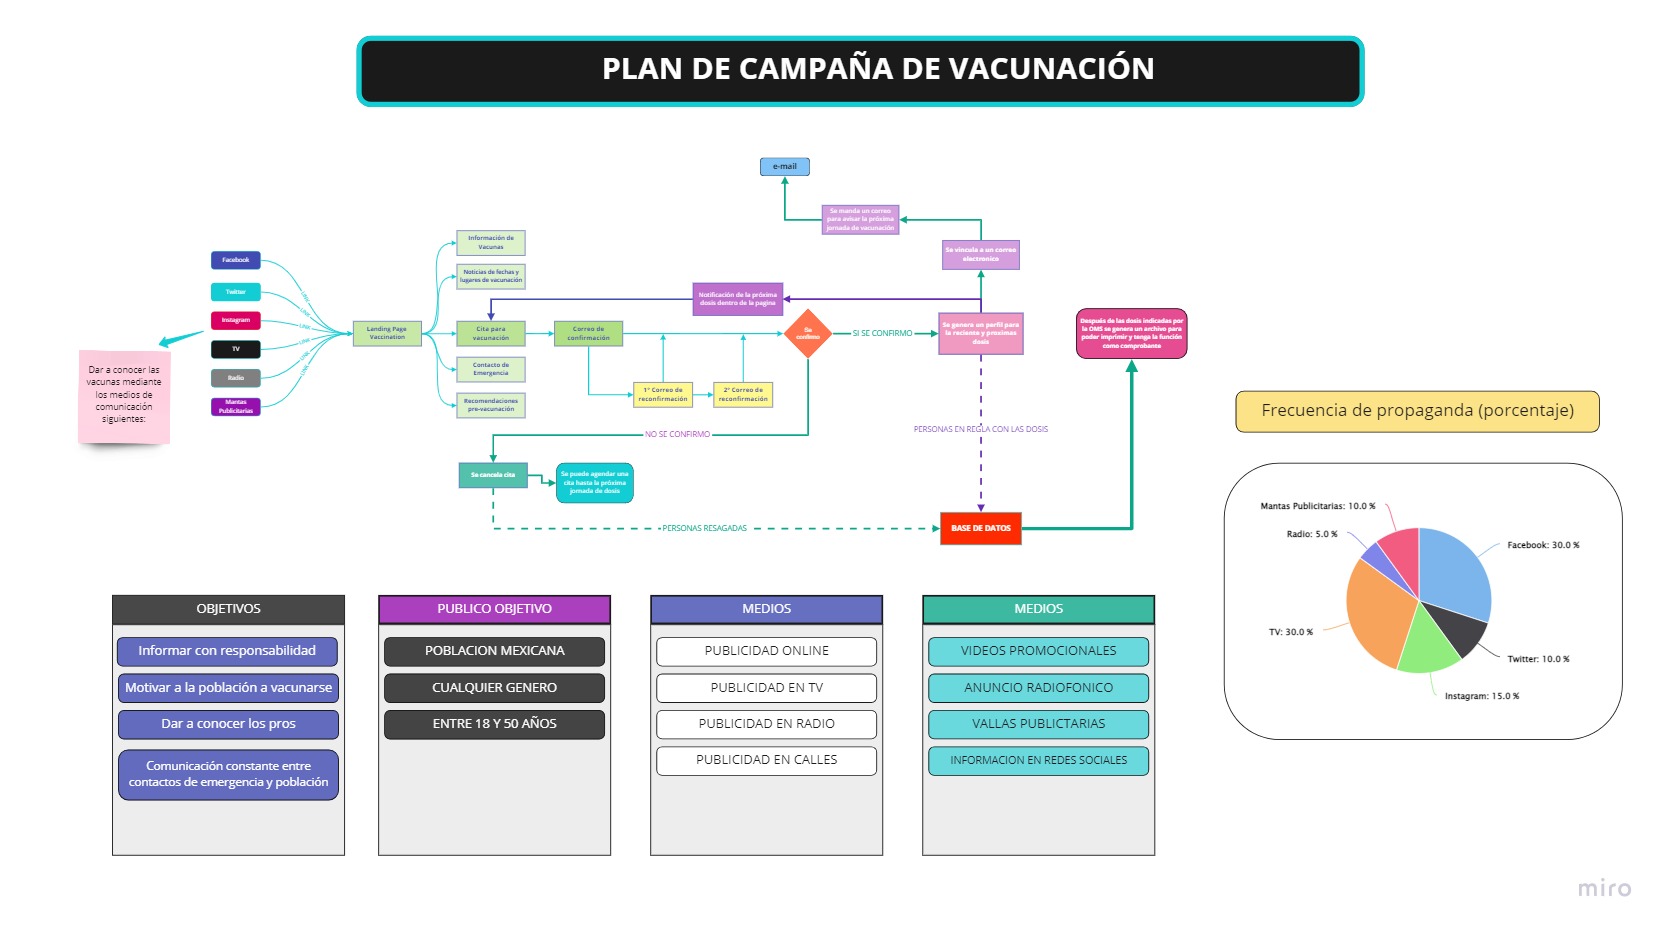 PLAN DE CAMPAÑA DE VACUNACIÓN
e-mail
Se manda un correo
para avisar la próxima
jornada de vacunación
Se vincula a un correo
electronico
Información de
Vacunas
Noticias de fechas y
lugares de vacunación
Notificación de la próxima
dosis dentro de la pagina
Facebook
Twitter
Instagram
TV
Radio
Mantas
Publicitarias
LINK
LINK
LINK
LINK
LINK
LINK
Landing Page
Vaccination
Cita para
vacunación
Correo de
confirmación
Se
confirmo
SI SE CONFIRMO
Se genera un perfil para
la reciente y proximas
dosis
Después de las dosis indicadas por
la OMS se genera un archivo para
poder imprimir y tenga la función
como comprobante
Dar a conocer las
vacunas mediante
los medios de
comunicación
siguientes:
Contacto de
Emergencia
Recomendaciones
pre-vacunación
1° Correo de
reconfirmación
2° Correo de
reconfirmación
NO SE CONFIRMO
PERSONAS EN REGLA CON LAS DOSIS
Se cancela cita
Se puede agendar una
cita hasta la próxima
jornada de dosis
PERSONAS RESAGADAS
BASE DE DATOS
Frecuencia de propaganda (porcentaje)
Mantas Publicitarias: 10.0 %
Radio: 5.0 %
Facebook: 30.0 %
TV: 30.0 %
Twitter: 10.0 %
Instagram: 15.0 %
OBJETIVOS
Informar con responsabilidad
Motivar a la población a vacunarse
Dar a conocer los pros
Comunicación constante entre
contactos de emergencia y población
PUBLICO OBJETIVO
POBLACION MEXICANA
CUALQUIER GENERO
ENTRE 18 Y 50 AÑOS
MEDIOS
PUBLICIDAD ONLINE
PUBLICIDAD EN TV
PUBLICIDAD EN RADIO
PUBLICIDAD EN CALLES
MEDIOS
VIDEOS PROMOCIONALES
ANUNCIO RADIOFONICO
VALLAS PUBLICTARIAS
INFORMACION EN REDES SOCIALES
miro